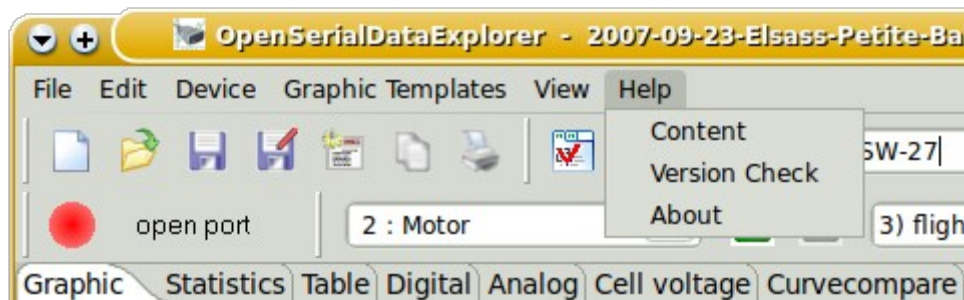 OpenSerialDataExplorer - 2007-09-23-Elsass-Petite-Ba
File Edit Device Graphic Templates View Help
Content
Version Check
About
SW-27
open port
2 : Motor
3) fligh
Graphic Statistics Table Digital Analog Cell voltage Curvecompare